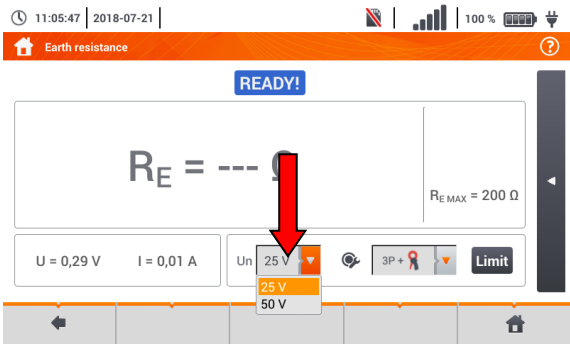 11:05:47 2018-07-21 100 %
Earth resistance ?
READY!
RE = --- Ω
RE MAX = 200 Ω
U = 0,29 V I = 0,01 A Un 25 V 3P + Limit
25 V
50 V